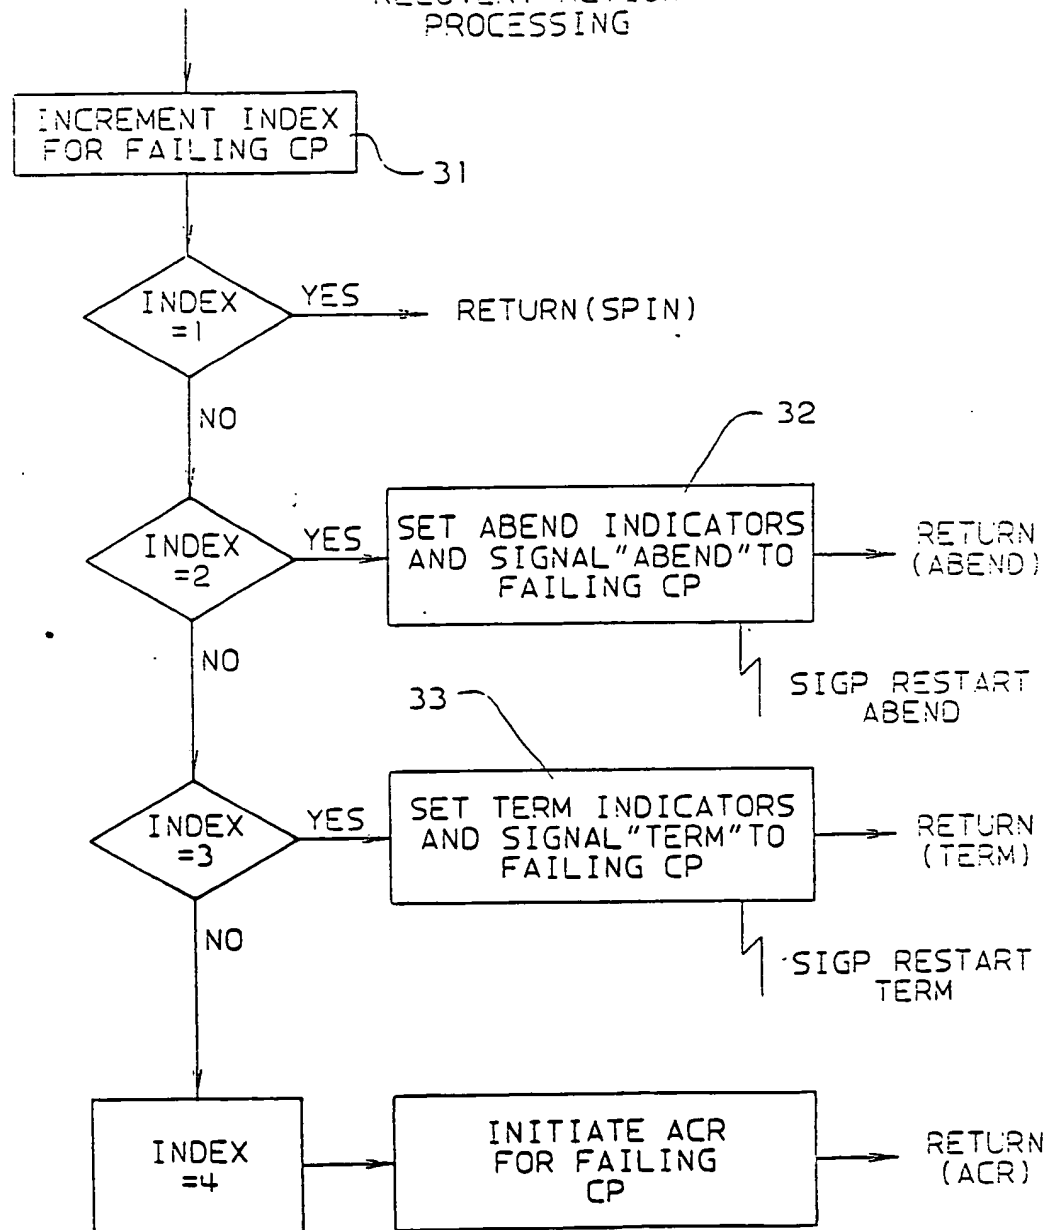 PROCESSING
INCREMENT INDEX
FOR FAILING CP
31
INDEX
=1
YES
RETURN(SPIN)
NO
32
INDEX
=2
YES
SET ABEND INDICATORS
AND SIGNAL"ABEND"TO
FAILING CP
RETURN
(ABEND)
NO
SIGP RESTART
ABEND
33
INDEX
=3
YES
SET TERM INDICATORS
AND SIGNAL"TERM"TO
FAILING CP
RETURN
(TERM)
NO
SIGP RESTART
TERM
INDEX
=4
INITIATE ACR
FOR FAILING
CP
RETURN
(ACR)